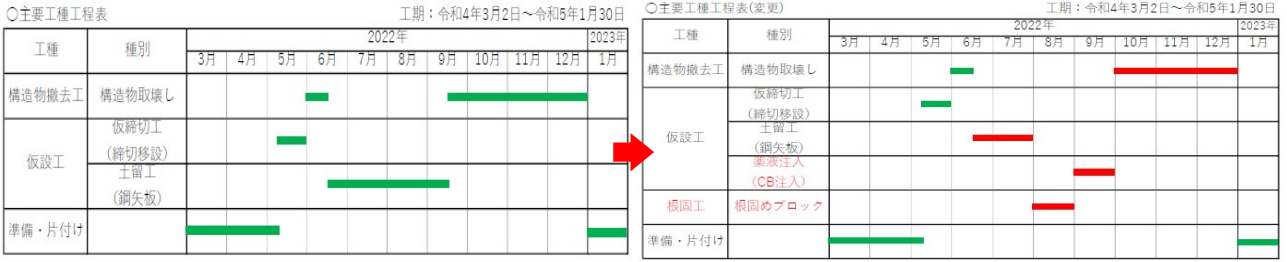 ○主要工種工程表 工期：令和4年3月2日～令和5年1月30日
工種 種別 2022年 2023年
3月 4月 5月 6月 7月 8月 9月 10月 11月 12月 1月
構造物撤去工 構造物取壊し
仮設工 仮締切工
(締切移設)
土留工
(鋼矢板)
準備・片付け
○主要工種工程表(変更) 工期：令和4年3月2日～令和5年1月30日
工種 種別 2022年 2023年
3月 4月 5月 6月 7月 8月 9月 10月 11月 12月 1月
構造物撤去工 構造物取壊し
仮設工 仮締切工
(締切移設)
土留工
(鋼矢板)
薬液注入
(CB注入)
根固工 根固めブロック
準備・片付け